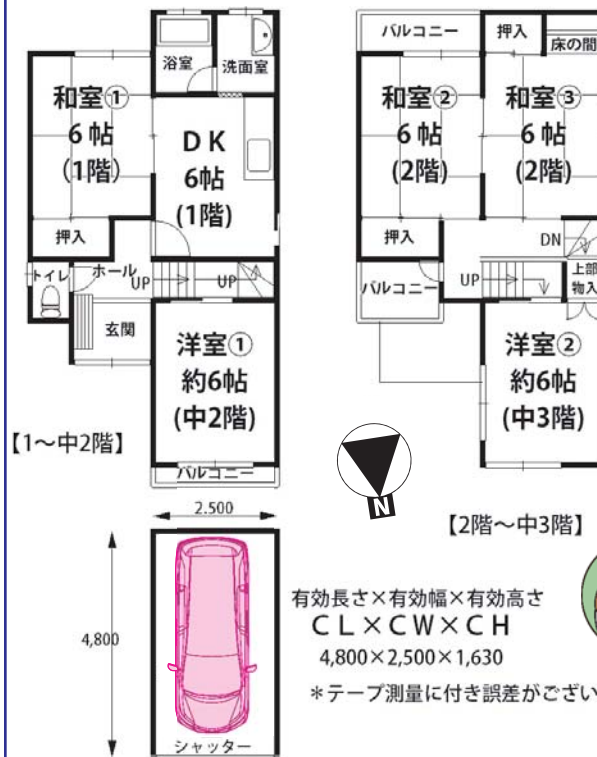 浴室
洗面室
和室①
6帖
(1階)
DK
6帖
(1階)
押入
トイレ
ホール
UP
UP
玄関
洋室①
約6帖
(中2階)
バルコニー
【1〜中2階】
バルコニー
押入
床の間
和室②
6帖
(2階)
和室③
6帖
(2階)
押入
DN
バルコニー
UP
上部
物入
洋室②
約6帖
(中3階)
【2階〜中3階】
N
2.500
4,800
シャッター
有効長さ×有効幅×有効高さ
CL×CW×CH
4,800×2,500×1,630
*テープ測量に付き誤差がござい